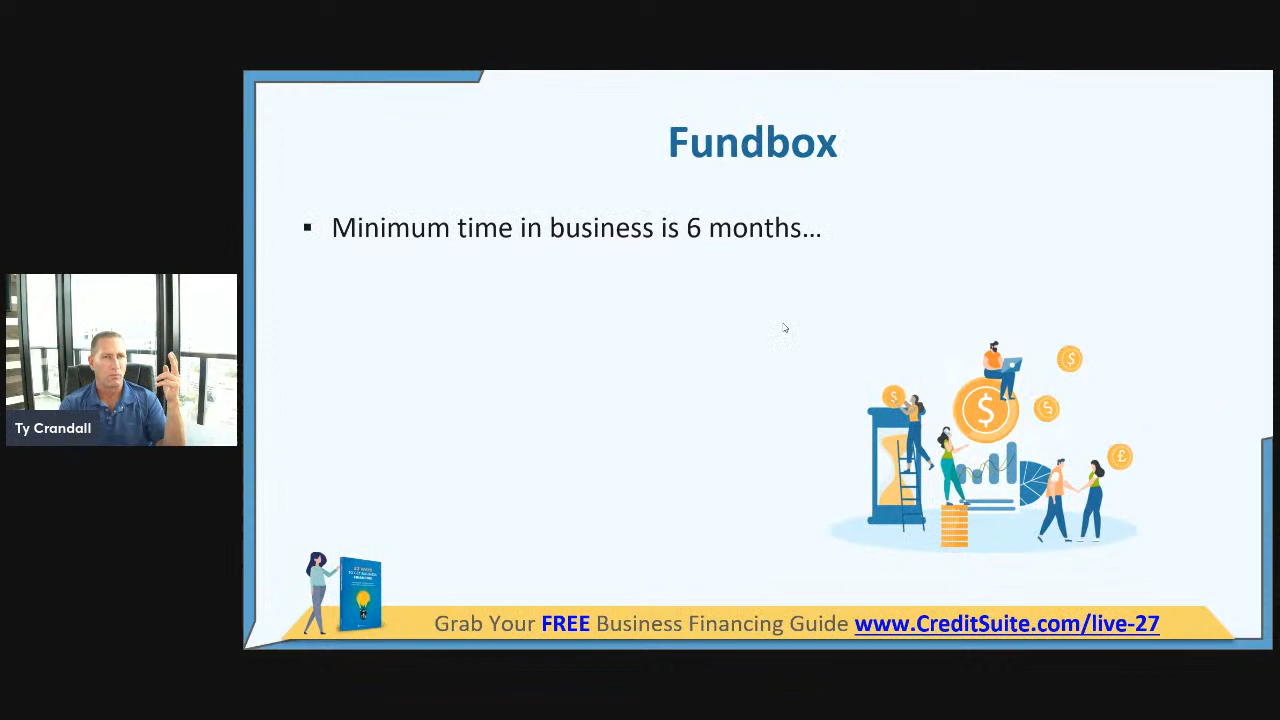 Fundbox
▪ Minimum time in business is 6 months...
Ty Crandall
Grab Your FREE Business Financing Guide www.CreditSuite.com/live-27